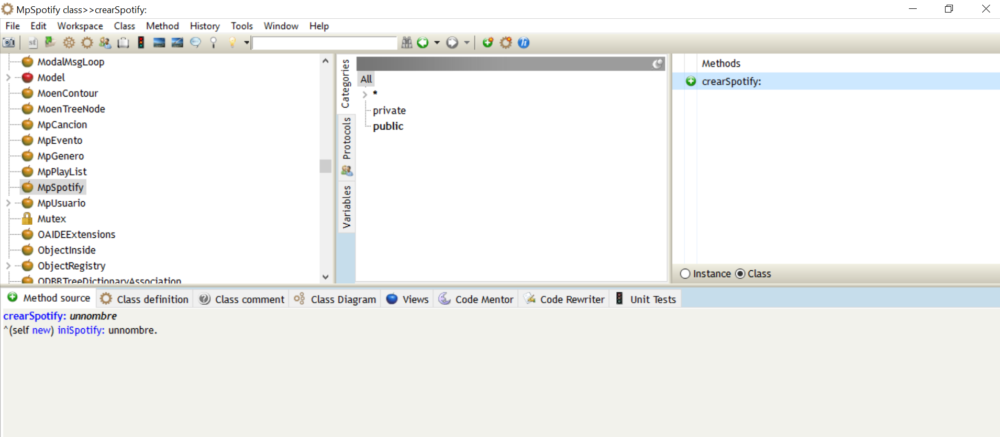 MpSpotify class>>crearSpotify:
File Edit Workspace Class Method History Tools Window Help
ModalMsgLoop
Model
MoenContour
MoenTreeNode
MpCancion
MpEvento
MpGenero
MpPlayList
MpSpotify
MpUsuario
Mutex
OAIDEExtensions
ObjectInside
ObjectRegistry
ODBBTreeDictionaryAssociation
Categories
Protocols
Variables
All
*
private
public
Methods
crearSpotify:
Instance Class
Method source Class definition Class comment Class Diagram Views Code Mentor Code Rewriter Unit Tests
crearSpotify: unnombre
^(self new) iniSpotify: unnombre.